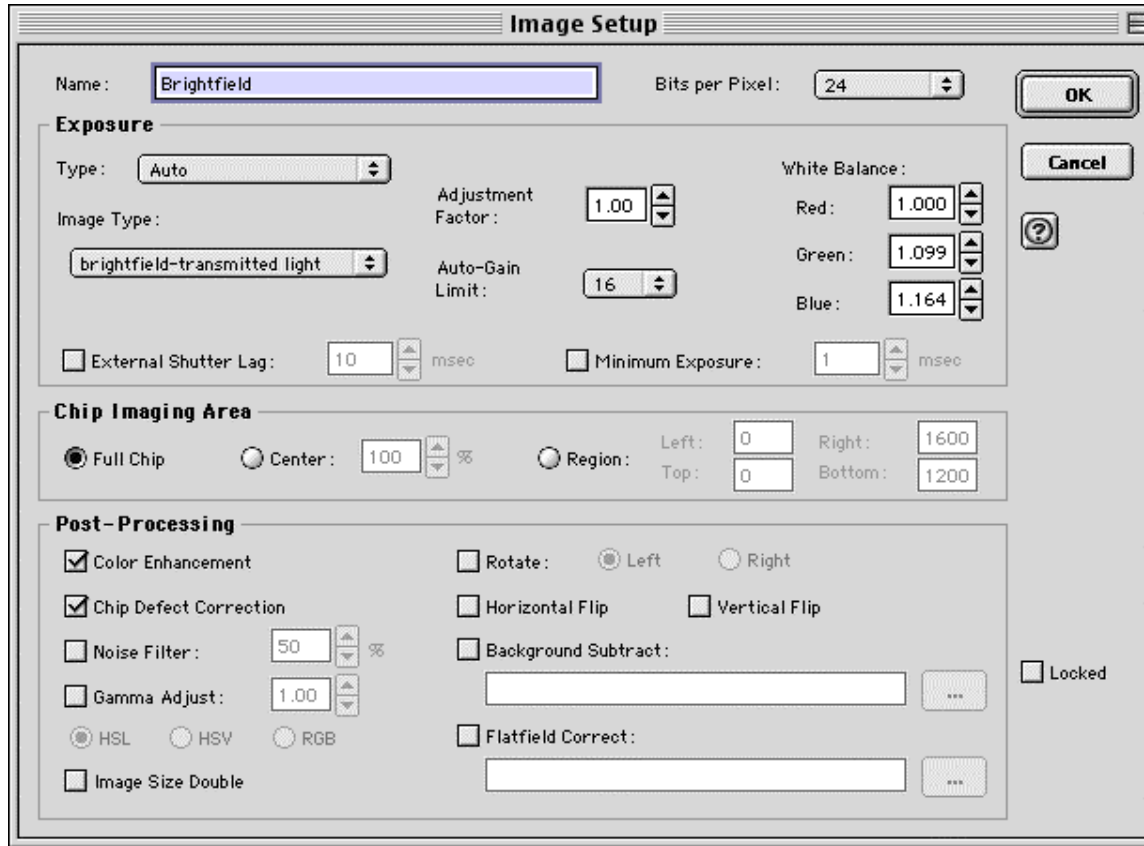 Image Setup
Name: Brightfield Bits per Pixel: 24
OK
Exposure
Type: Auto
Cancel
White Balance:
Adjustment Factor: 1.00
Red: 1.000
Image Type:
brightfield-transmitted light
Green: 1.099
Auto-Gain Limit: 16
Blue: 1.164
External Shutter Lag: 10 msec Minimum Exposure: 1 msec
Chip Imaging Area
Full Chip Center: 100 % Region: Left: 0 Right: 1600
Top: 0 Bottom: 1200
Post-Processing
Color Enhancement Rotate: Left Right
Chip Defect Correction Horizontal Flip Vertical Flip
Noise Filter: 50 % Background Subtract:
Locked
Gamma Adjust: 1.00 ...
HSL HSV RGB Flatfield Correct:
Image Size Double ...